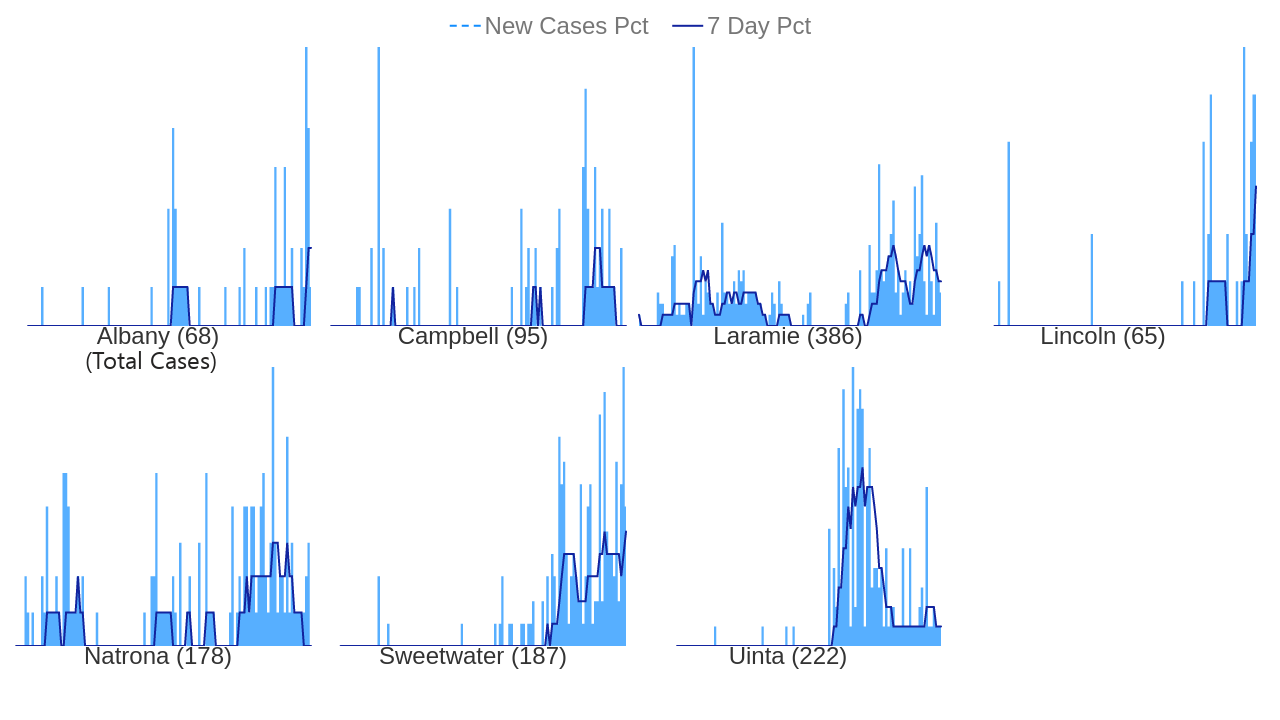 New Cases Pct 7 Day Pct
Albany (68) Campbell (95) Laramie (386) Lincoln (65)
(Total Cases)
Natrona (178) Sweetwater (187) Uinta (222)